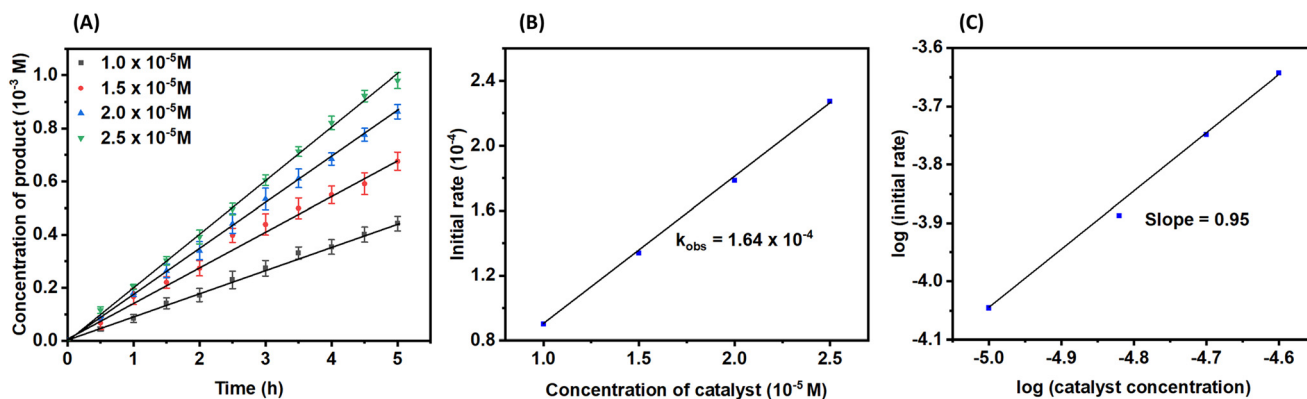 (A)
1.0 x 10⁻⁵M
1.5 x 10⁻⁵M
2.0 x 10⁻⁵M
2.5 x 10⁻⁵M
Concentration of product (10⁻³ M)
1.0
0.8
0.6
0.4
0.2
0.0
0 1 2 3 4 5
Time (h)
(B)
Initial rate (10⁻⁴)
2.4
2.0
1.6
1.2
0.8
k_obs = 1.64 x 10⁻⁴
1.0 1.5 2.0 2.5
Concentration of catalyst (10⁻⁵ M)
(C)
log (initial rate)
-3.6
-3.7
-3.8
-3.9
-4.0
-4.1
Slope = 0.95
-5.0 -4.9 -4.8 -4.7 -4.6
log (catalyst concentration)